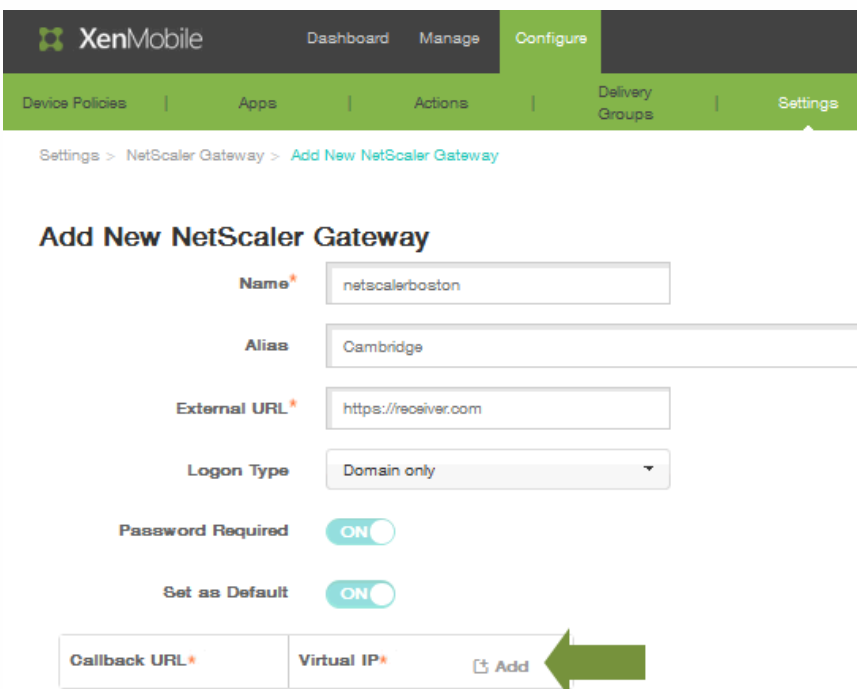 XenMobile Dashboard Manage Configure
Device Policies | Apps | Actions | Delivery Groups | Settings
Settings > NetScaler Gateway > Add New NetScaler Gateway
Add New NetScaler Gateway
Name* netscalerboston
Alias Cambridge
External URL* https://receiver.com
Logon Type Domain only
Password Required ON
Set as Default ON
Callback URL* Virtual IP* Add